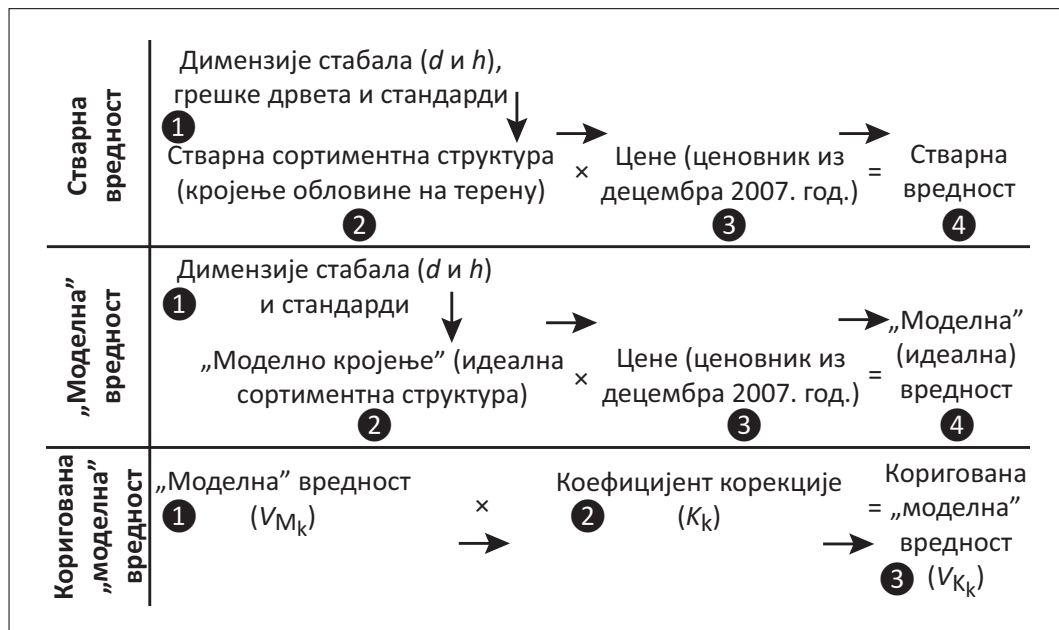 Стварна
вредност
Димензије стабала (d и h),
грешке дрвета и стандарди
1
Стварна сортиментна структура
(кројење обловине на терену)
2
×
Цене (ценовник из
децембра 2007. год.)
3
=
Стварна
вредност
4
„Моделна”
вредност
Димензије стабала (d и h)
и стандарди
1
„Моделно кројење” (идеална
сортиментна структура)
2
×
Цене (ценовник из
децембра 2007. год.)
3
=
„Моделна”
(идеална)
вредност
4
Коригована
„моделна”
вредност
„Моделна” вредност
1 (VMk)
×
Коефицијент корекције
2 (Kk)
Коригована
= „моделна”
вредност
3 (VKk)